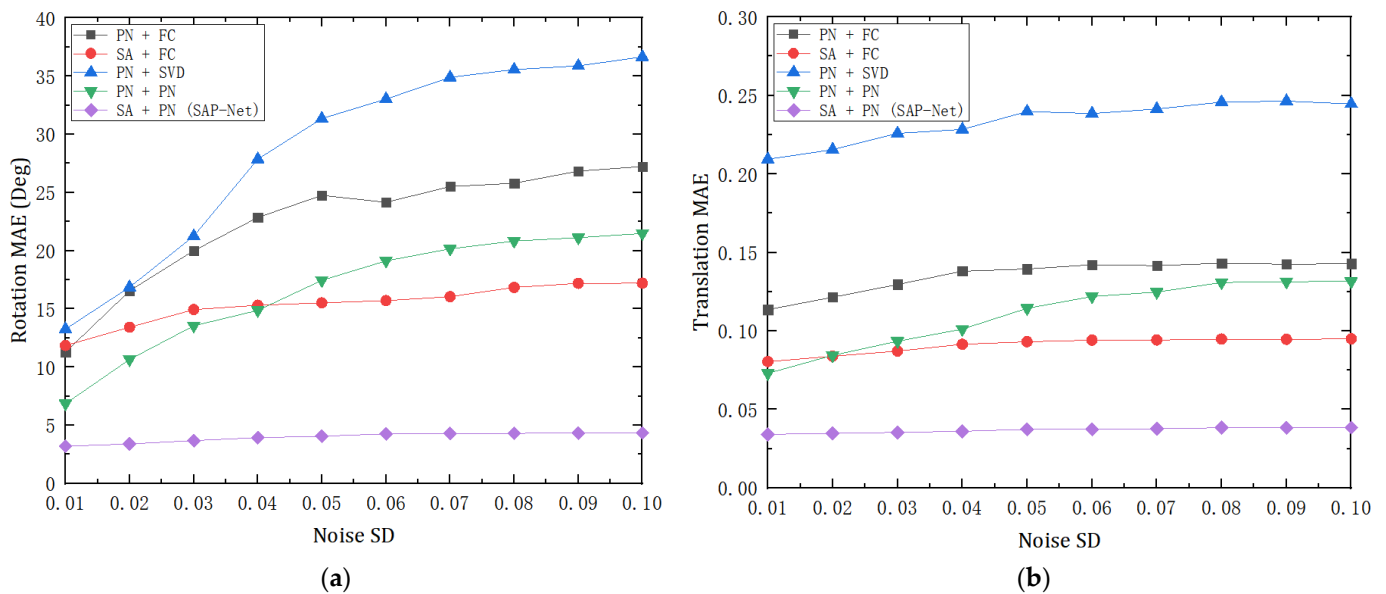 40
35
30
25
20
15
10
5
0
Rotation MAE (Deg)
PN + FC
SA + FC
PN + SVD
PN + PN
SA + PN (SAP-Net)
0.01 0.02 0.03 0.04 0.05 0.06 0.07 0.08 0.09 0.10
Noise SD
(a)
0.30
0.25
0.20
0.15
0.10
0.05
0.00
Translation MAE
PN + FC
SA + FC
PN + SVD
PN + PN
SA + PN (SAP-Net)
0.01 0.02 0.03 0.04 0.05 0.06 0.07 0.08 0.09 0.10
Noise SD
(b)